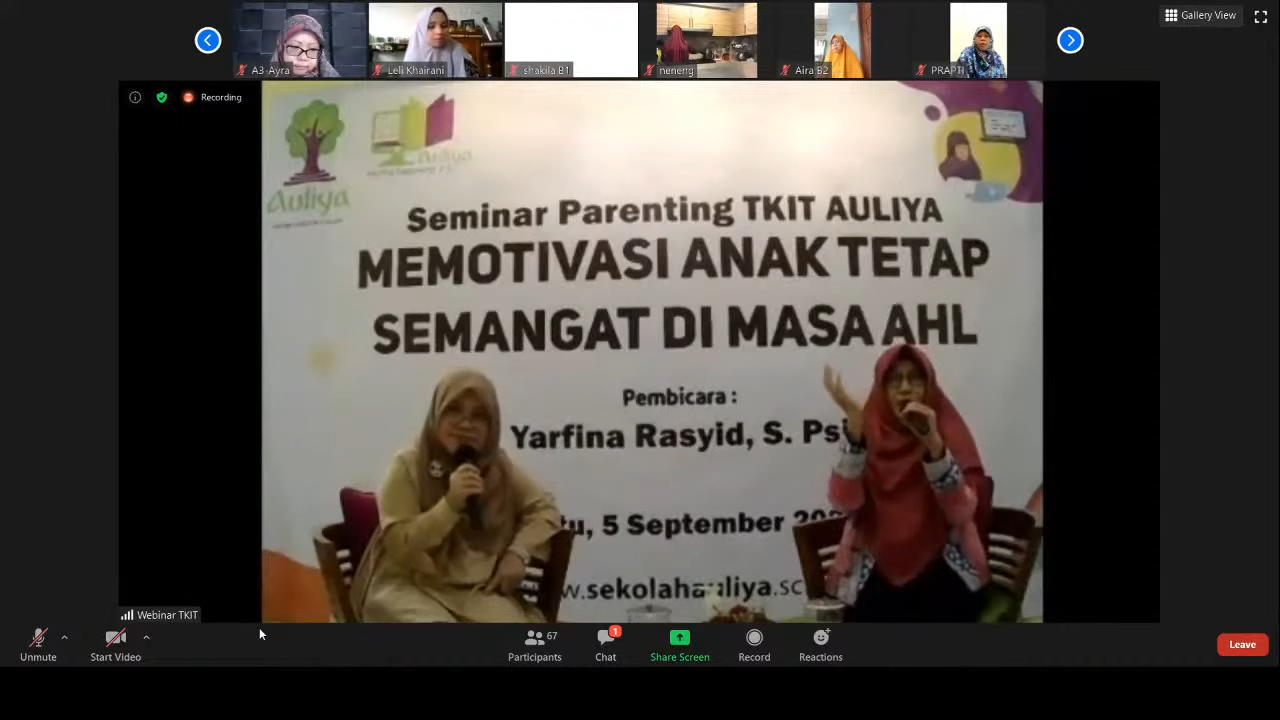 Gallery View
A3-Ayra
Leli Khairani
shakila B1
neneng
Aira B2
PRAPTI
Recording
Auliya
Auliya
Seminar Parenting TKIT AULIYA
MEMOTIVASI ANAK TETAP
SEMANGAT DI MASA AHL
Pembicara :
Yarfina Rasyid, S. Psi
5 September
w.sekolahauliya.sc
Webinar TKIT
Unmute
Start Video
67
Participants
1
Chat
Share Screen
Record
Reactions
Leave